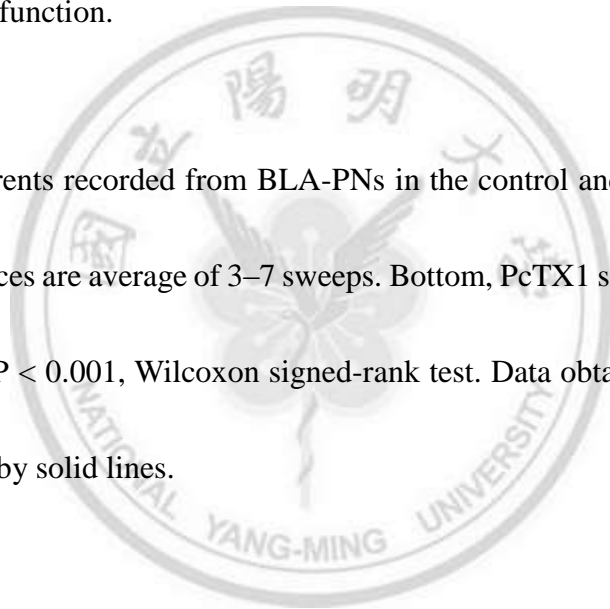 function.
陽 明
rents recorded from BLA-PNs in the control and
ces are average of 3–7 sweeps. Bottom, PcTX1 s
P < 0.001, Wilcoxon signed-rank test. Data obta
by solid lines.
NATIONAL YANG-MING UNIVERSITY